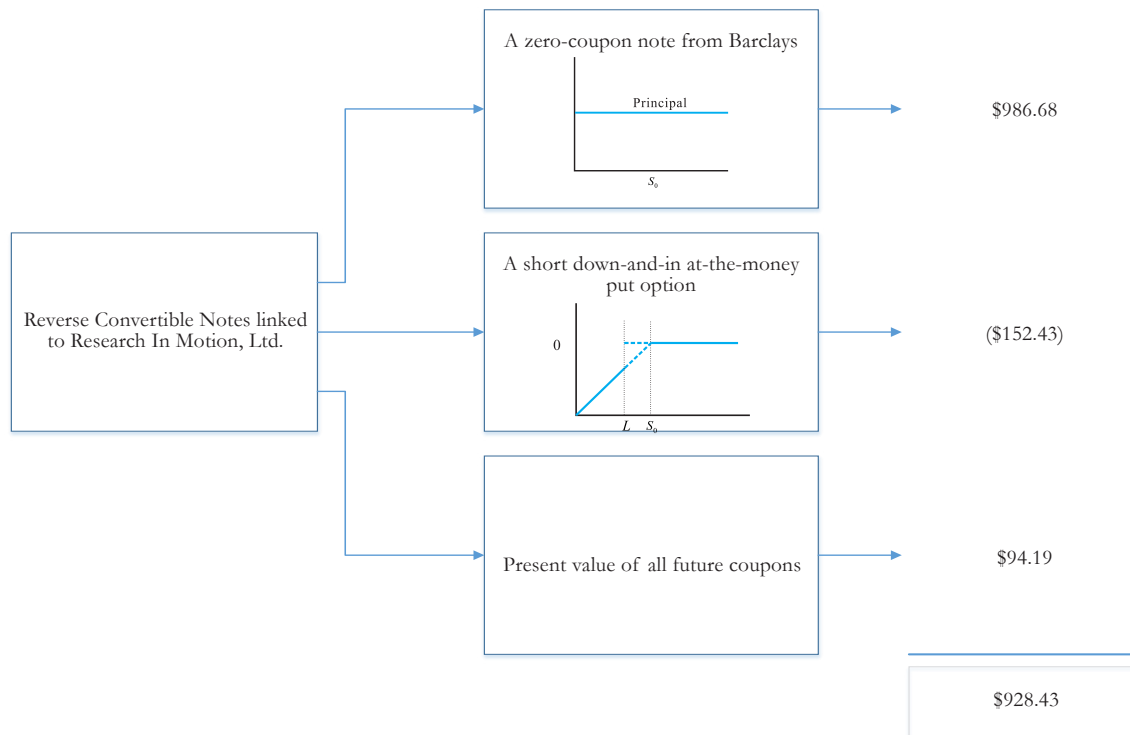 A zero-coupon note from Barclays
Principal
S₀
$986.68
Reverse Convertible Notes linked
to Research In Motion, Ltd.
A short down-and-in at-the-money
put option
0
L S₀
($152.43)
Present value of all future coupons
$94.19
$928.43